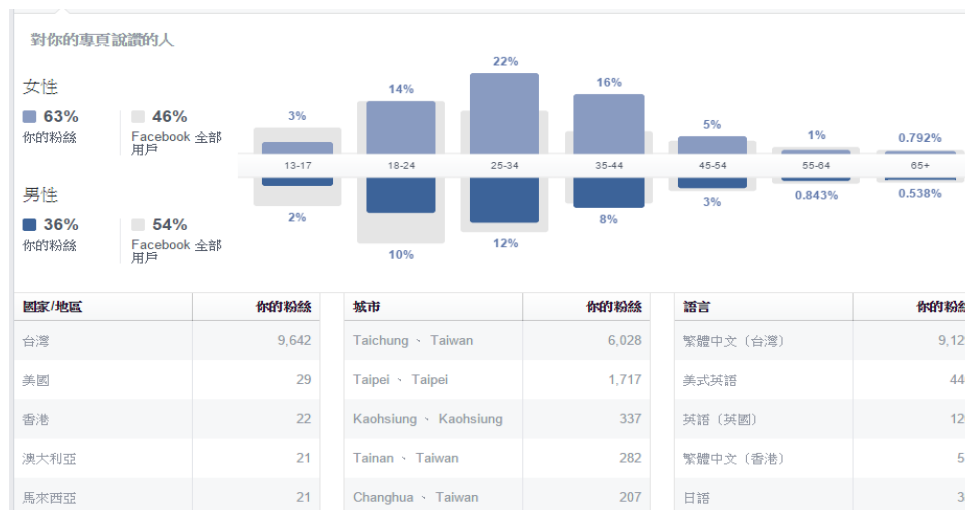 對你的專頁說讚的人
女性
63%
你的粉絲
46%
Facebook 全部
用戶
男性
36%
你的粉絲
54%
Facebook 全部
用戶
3% 14% 22% 16% 5% 1% 0.792%
13-17 18-24 25-34 35-44 45-54 55-64 65+
2% 10% 12% 8% 3% 0.843% 0.538%
國家/地區 你的粉絲 城市 你的粉絲 語言 你的粉絲
台灣 9,642 Taichung、Taiwan 6,028 繁體中文（台灣）
美國 29 Taipei、Taipei 1,717 美式英語
香港 22 Kaohsiung、Kaohsiung 337 英語（英國）
澳大利亞 21 Tainan、Taiwan 282 繁體中文（香港）
馬來西亞 21 Changhua、Taiwan 207 日語